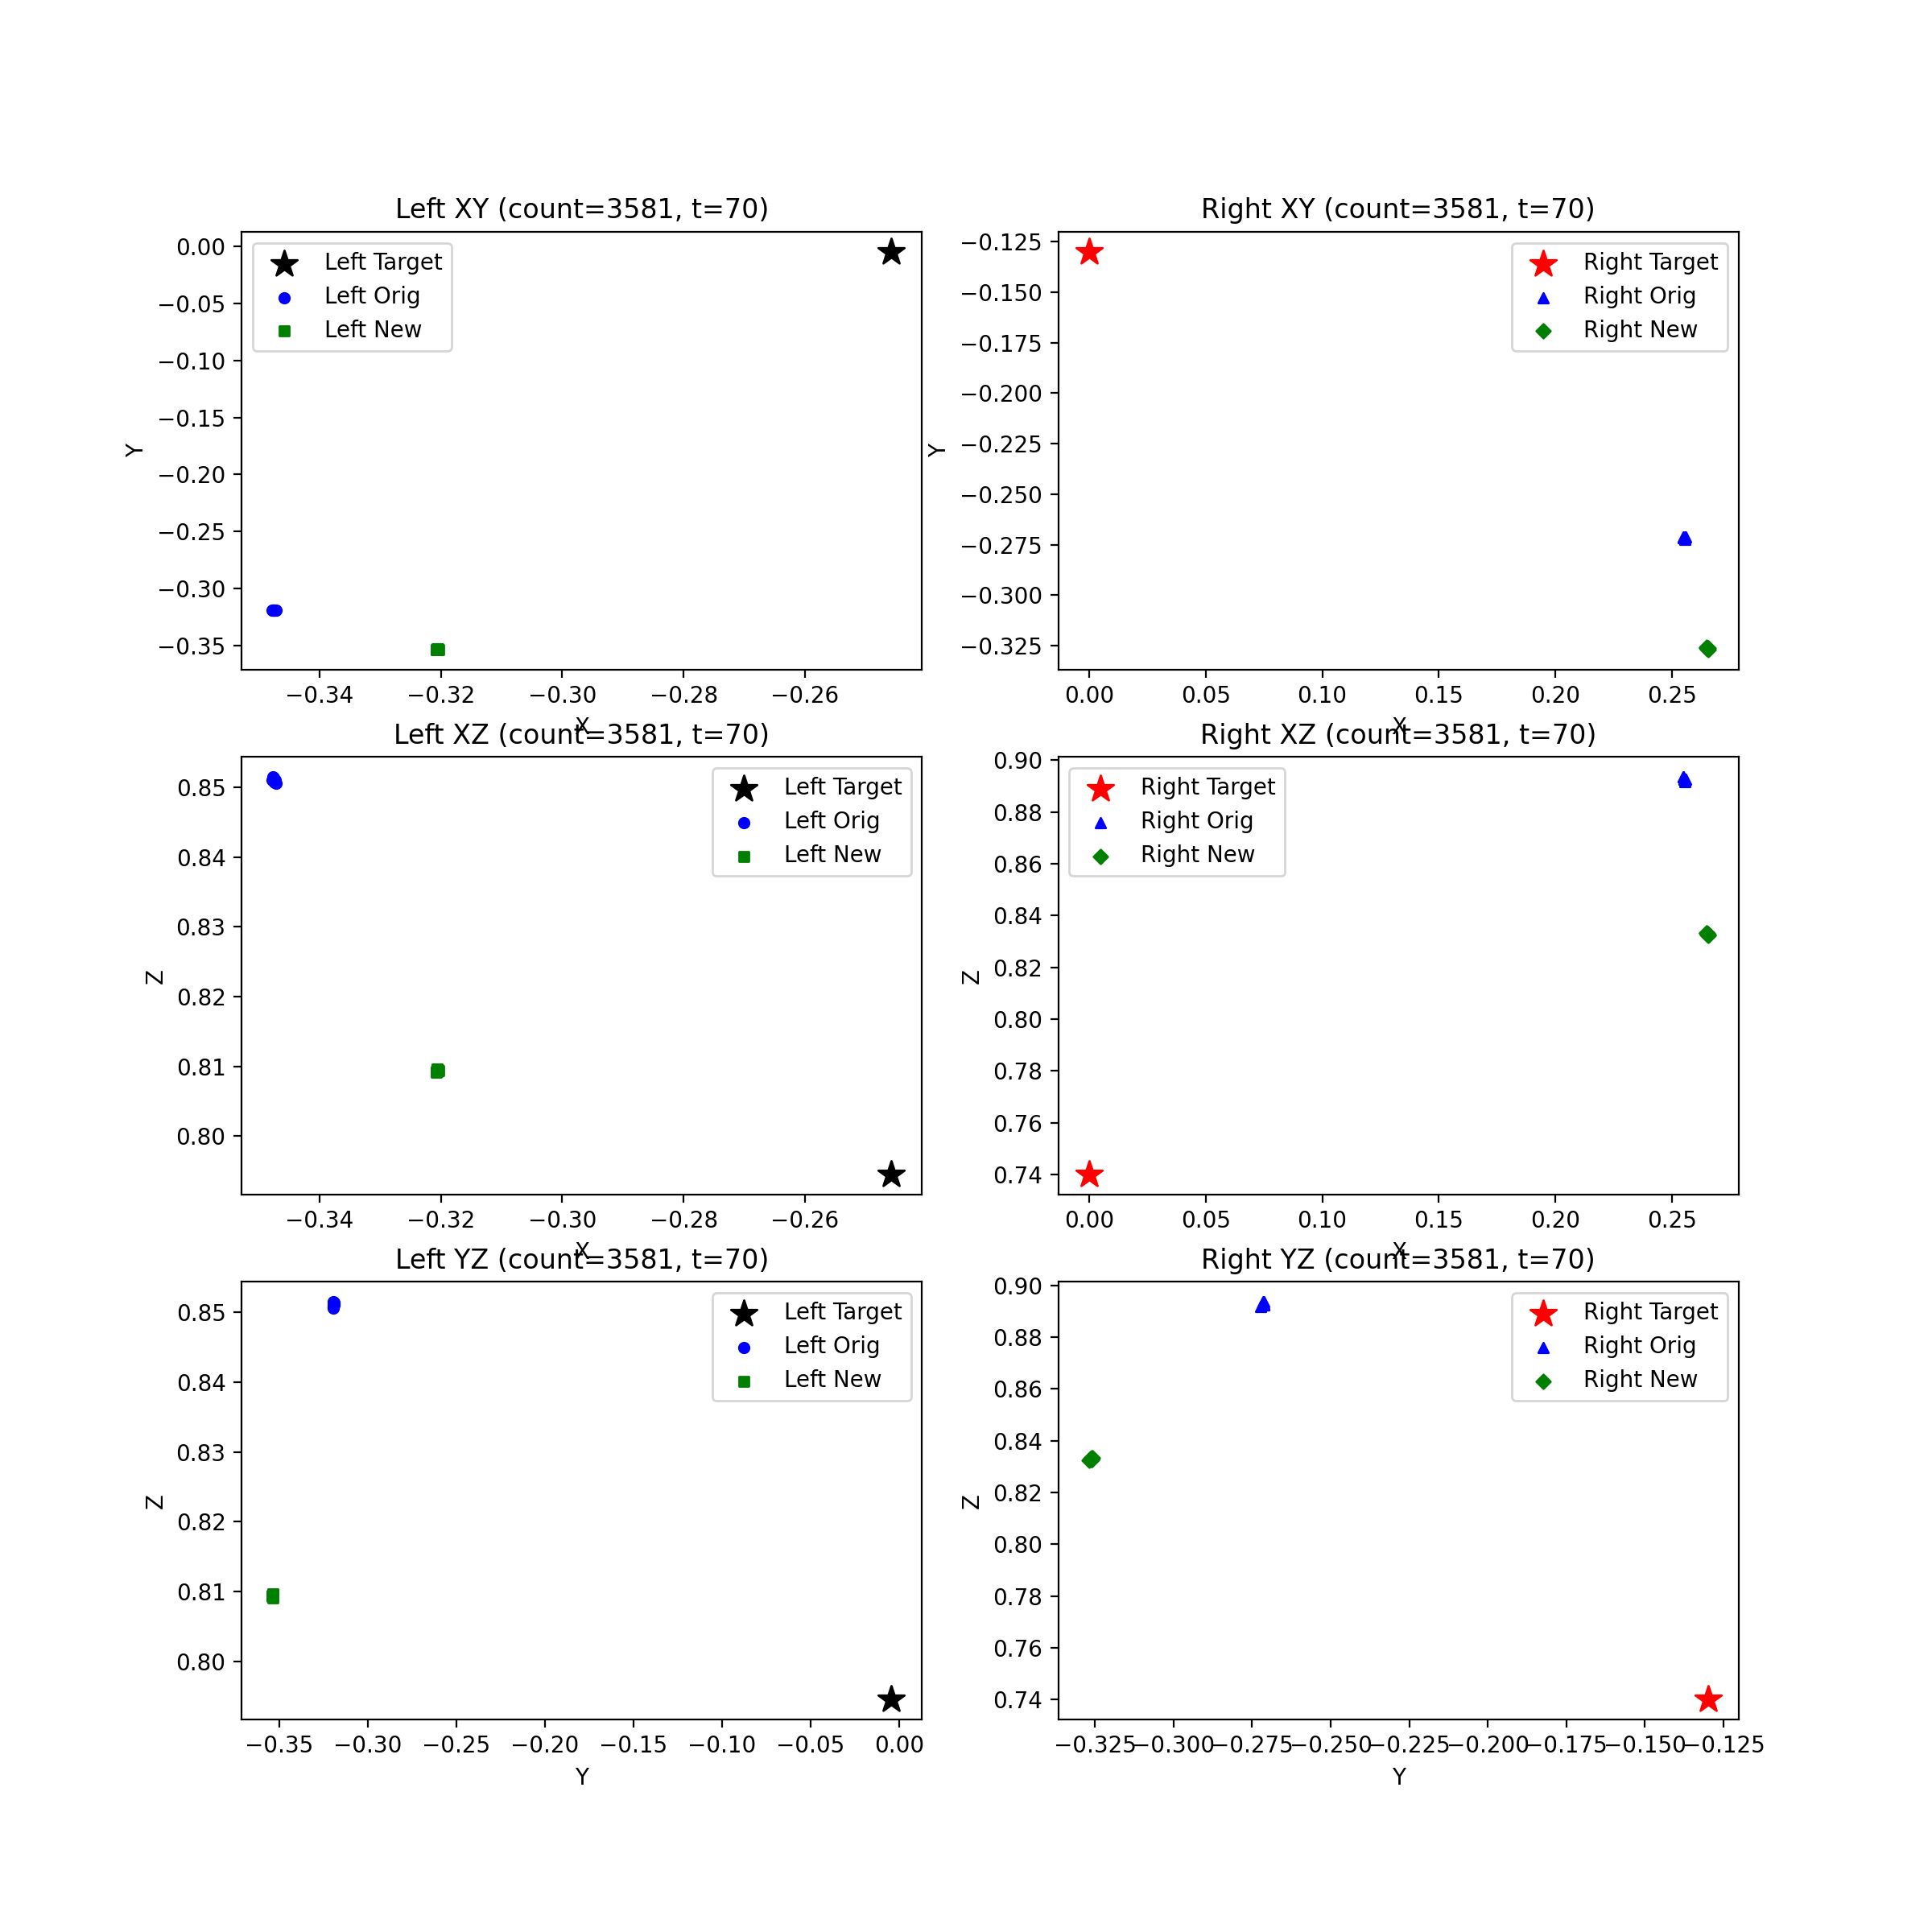 Left XY (count=3581, t=70)
Left Target
Left Orig
Left New
0.00
−0.05
−0.10
−0.15
−0.20
−0.25
−0.30
−0.35
Y
−0.34 −0.32 −0.30 −0.28 −0.26
X
Right XY (count=3581, t=70)
Right Target
Right Orig
Right New
−0.125
−0.150
−0.175
−0.200
−0.225
−0.250
−0.275
−0.300
−0.325
Y
0.00 0.05 0.10 0.15 0.20 0.25
X
Left XZ (count=3581, t=70)
Left Target
Left Orig
Left New
0.85
0.84
0.83
0.82
0.81
0.80
Z
−0.34 −0.32 −0.30 −0.28 −0.26
X
Right XZ (count=3581, t=70)
Right Target
Right Orig
Right New
0.90
0.88
0.86
0.84
0.82
0.80
0.78
0.76
0.74
Z
0.00 0.05 0.10 0.15 0.20 0.25
X
Left YZ (count=3581, t=70)
Left Target
Left Orig
Left New
0.85
0.84
0.83
0.82
0.81
0.80
Z
−0.35 −0.30 −0.25 −0.20 −0.15 −0.10 −0.05 0.00
Y
Right YZ (count=3581, t=70)
Right Target
Right Orig
Right New
0.90
0.88
0.86
0.84
0.82
0.80
0.78
0.76
0.74
Z
−0.325 −0.300 −0.275 −0.250 −0.225 −0.200 −0.175 −0.150 −0.125
Y